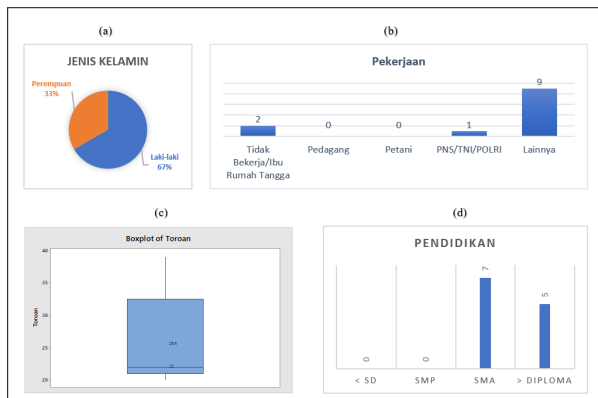 (a)
JENIS KELAMIN
Perempuan
33%
Laki-laki
67%
(b)
Pekerjaan
2
0
0
1
9
Tidak
Bekerja/Ibu
Rumah Tangga
Pedagang
Petani
PNS/TNI/POLRI
Lainnya
(c)
Boxplot of Toroan
Toroan
40
35
30
25
20
22
(d)
PENDIDIKAN
0
0
7
5
< SD
SMP
SMA
> DIPLOMA